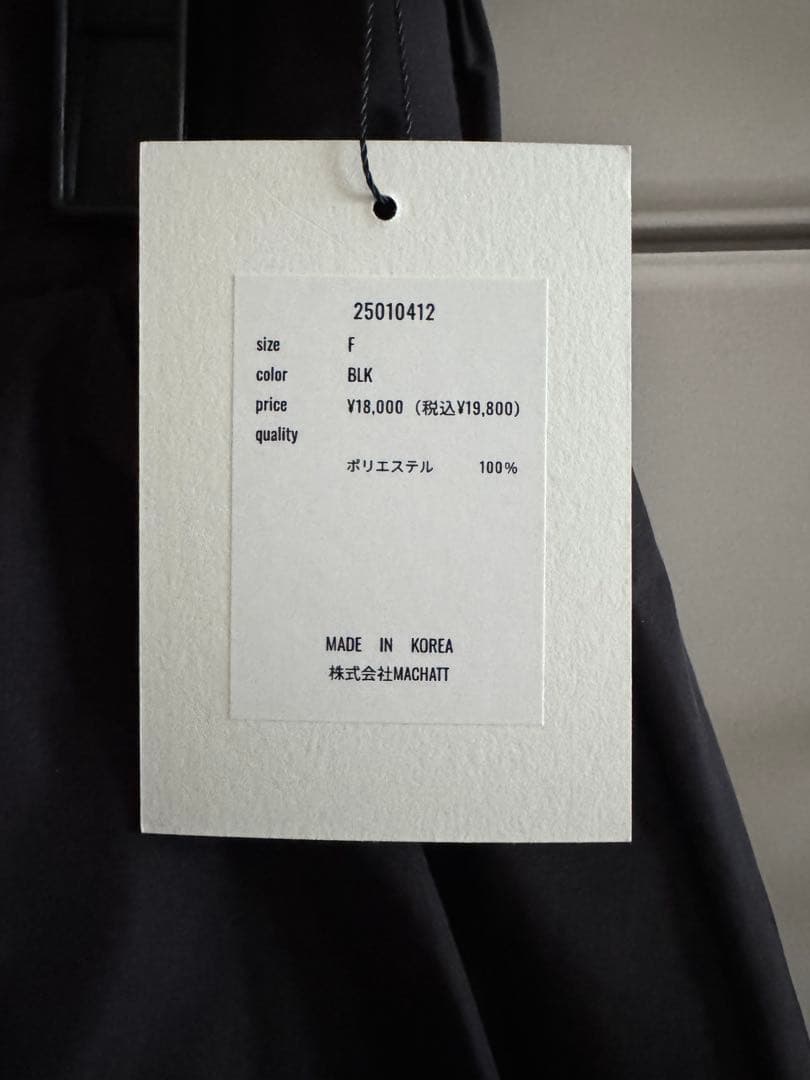 25010412
size F
color BLK
price ¥18,000 (税込¥19,800)
quality
ポリエステル 100%
MADE IN KOREA
株式会社MACHATT